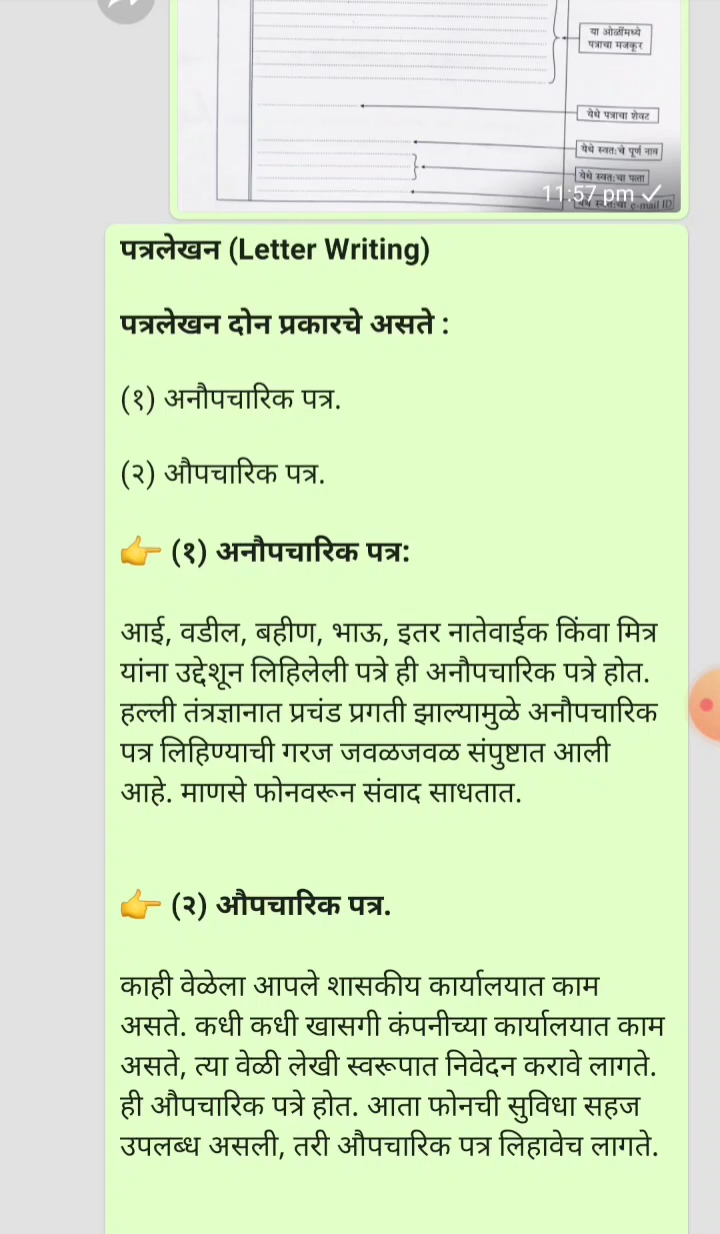 या ओळींमध्ये
पत्राचा मजकूर
येथे पत्राचा शेवट
येथे स्वतःचे पूर्ण नाव
येथे स्वतःचा पत्ता
11:57 pm
येथे स्वतःचा e-mail ID
पत्रलेखन (Letter Writing)
पत्रलेखन दोन प्रकारचे असते :
(१) अनौपचारिक पत्र.
(२) औपचारिक पत्र.
👉 (१) अनौपचारिक पत्र:
आई, वडील, बहीण, भाऊ, इतर नातेवाईक किंवा मित्र
यांना उद्देशून लिहिलेली पत्रे ही अनौपचारिक पत्रे होत.
हल्ली तंत्रज्ञानात प्रचंड प्रगती झाल्यामुळे अनौपचारिक
पत्र लिहिण्याची गरज जवळजवळ संपुष्टात आली
आहे. माणसे फोनवरून संवाद साधतात.
👉 (२) औपचारिक पत्र.
काही वेळेला आपले शासकीय कार्यालयात काम
असते. कधी कधी खासगी कंपनीच्या कार्यालयात काम
असते, त्या वेळी लेखी स्वरूपात निवेदन करावे लागते.
ही औपचारिक पत्रे होत. आता फोनची सुविधा सहज
उपलब्ध असली, तरी औपचारिक पत्र लिहावेच लागते.